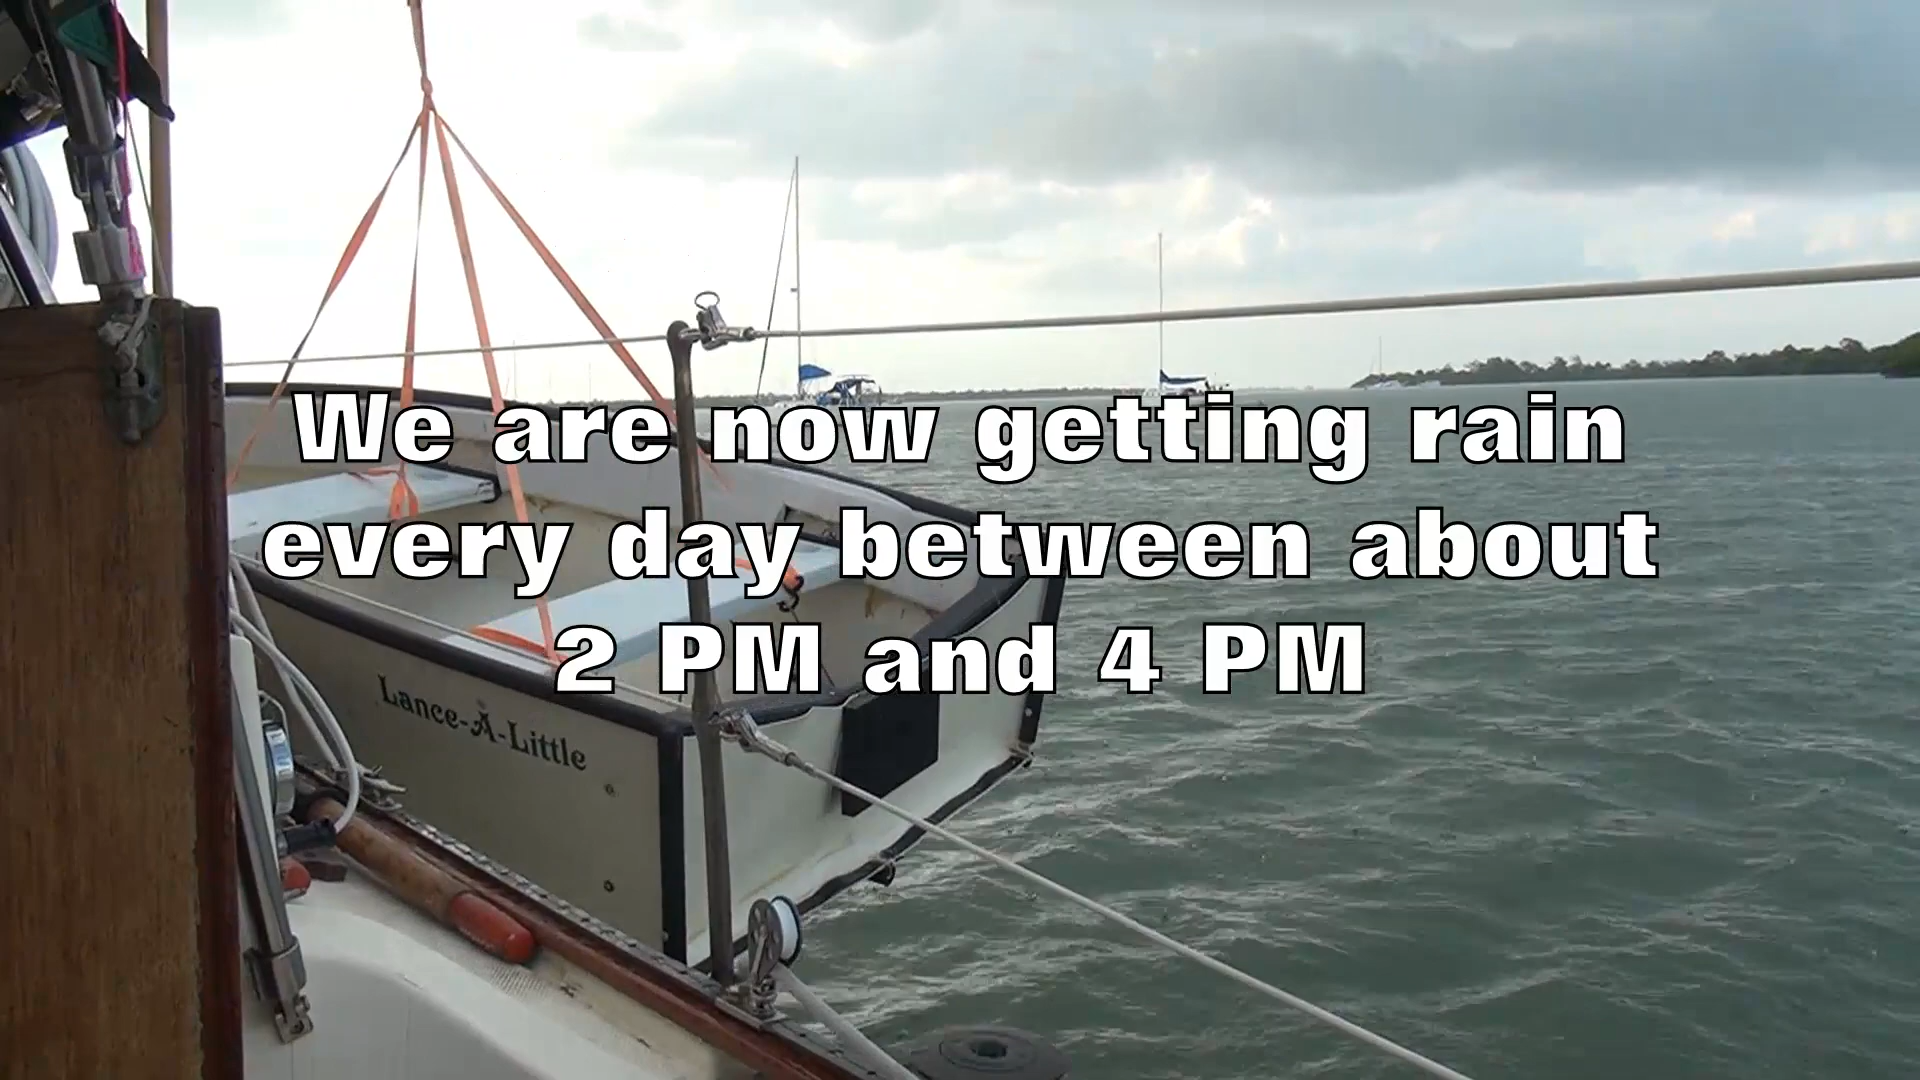 We are now getting rain
every day between about
2 PM and 4 PM
Lance-A-Little